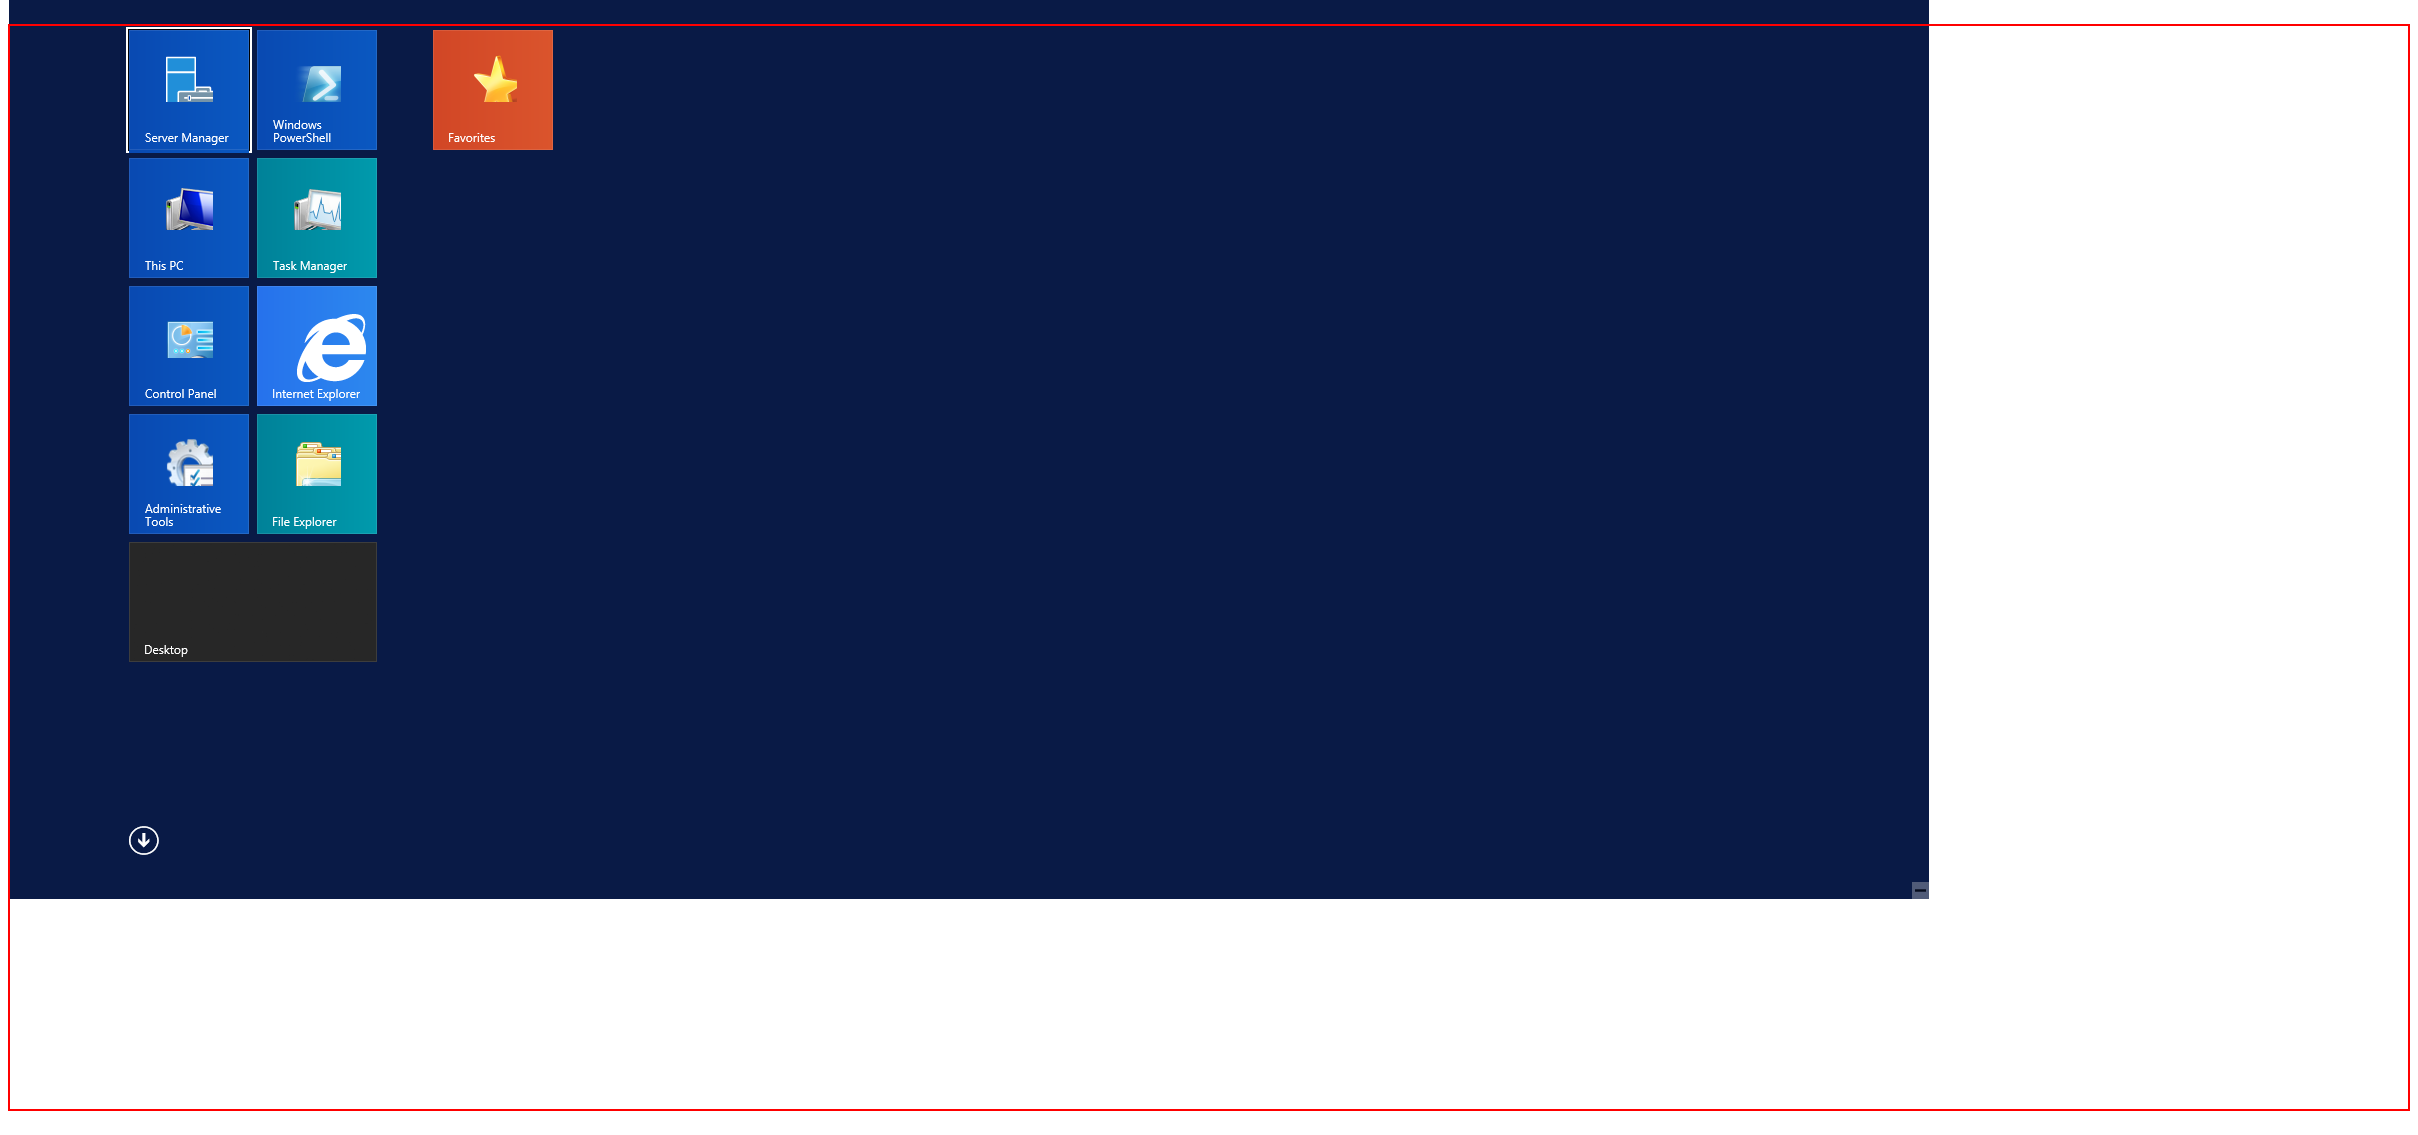 Server Manager
Windows
PowerShell
Favorites
This PC
Task Manager
Control Panel
Internet Explorer
Administrative
Tools
File Explorer
Desktop